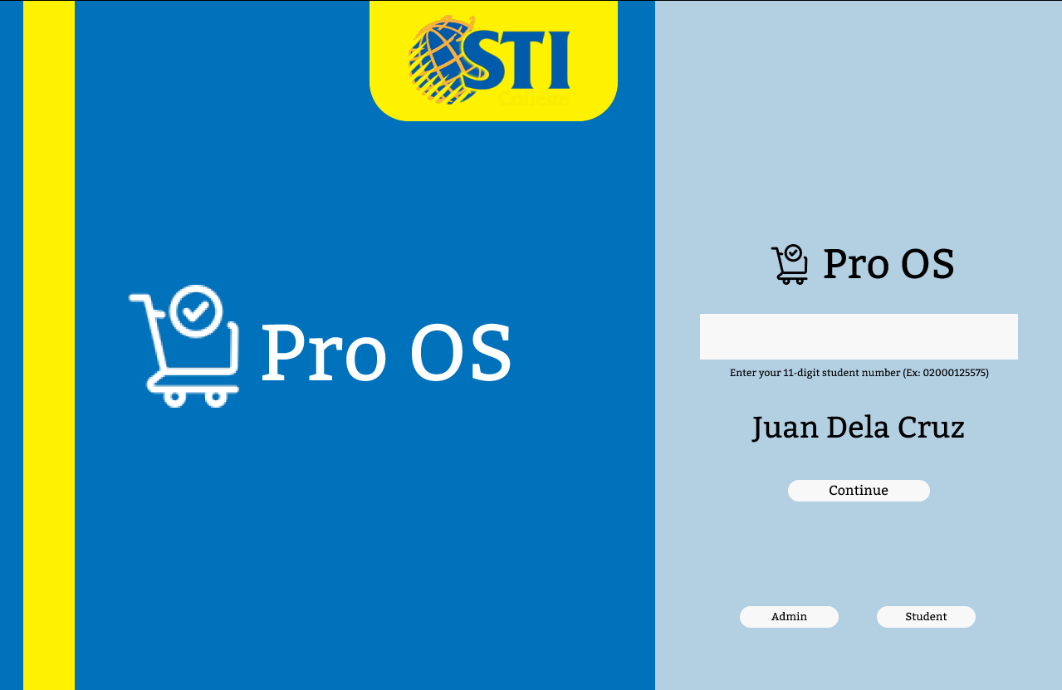 STI
College
Pro OS
Pro OS
Enter your 11-digit student number (Ex: 02000125575)
Juan Dela Cruz
Continue
Admin
Student